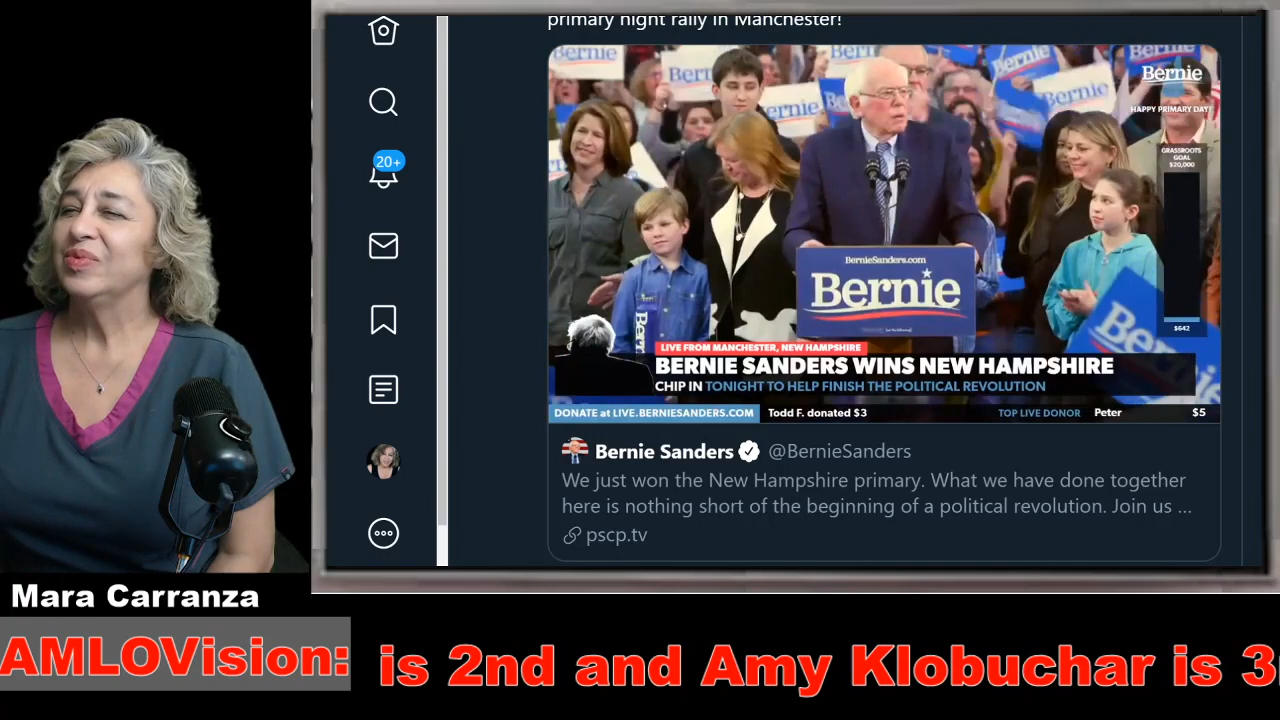 primary night rally in Manchester!
20+
Bernie
Bernie
Bernie
Bernie
HAPPY PRIMARY DAY!
GRASSROOTS
GOAL
$20,000
BernieSanders.com
Bernie
$642
LIVE FROM MANCHESTER, NEW HAMPSHIRE
BERNIE SANDERS WINS NEW HAMPSHIRE
CHIP IN TONIGHT TO HELP FINISH THE POLITICAL REVOLUTION
DONATE at LIVE.BERNIESANDERS.COM Todd F. donated $3 TOP LIVE DONOR Peter $5
Bernie Sanders @BernieSanders
We just won the New Hampshire primary. What we have done together
here is nothing short of the beginning of a political revolution. Join us ...
pscp.tv
Mara Carranza
AMLOVision: is 2nd and Amy Klobuchar is 3